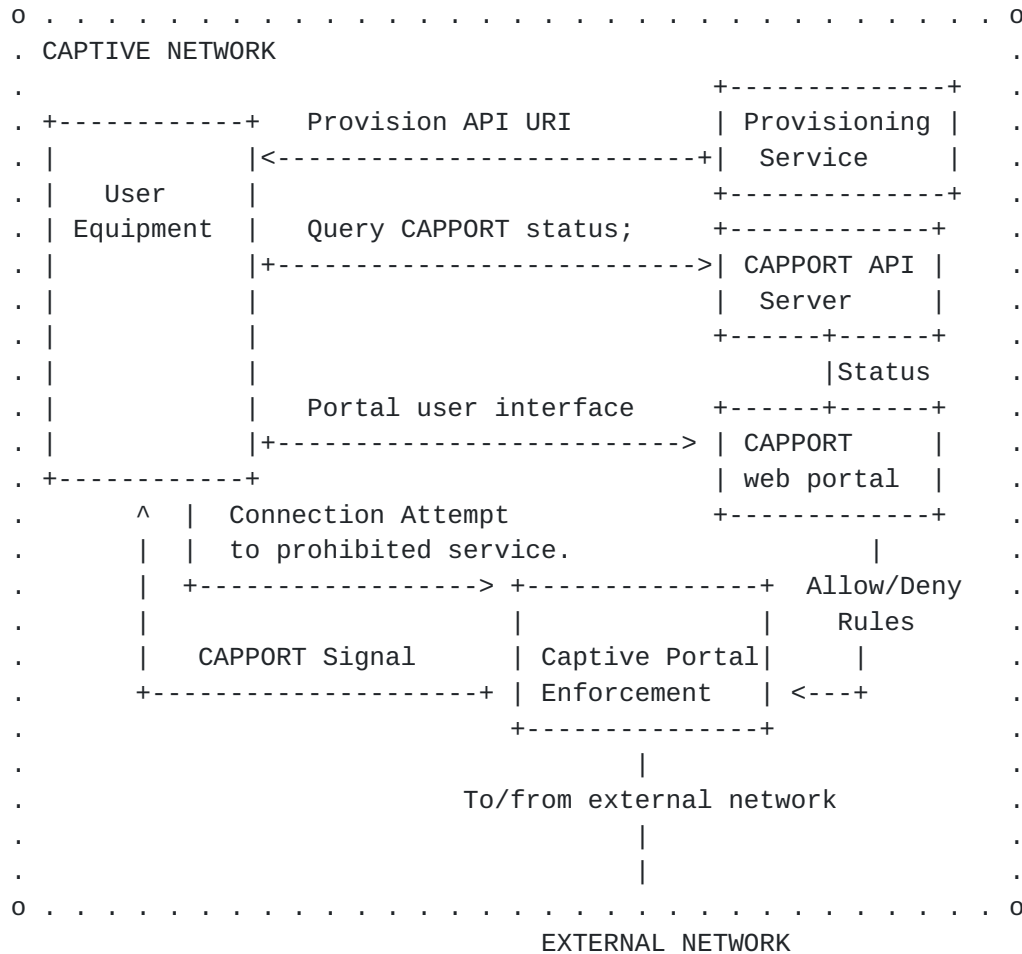 o . . . . . . . . . . . . . . . . . . . . . . . . . . . . . . . o
. CAPTIVE NETWORK                                              .
.                                            +--------------+   .
. +------------+   Provision API URI         | Provisioning |   .
. |            |<---------------------------+|  Service     |   .
. |   User     |                             +--------------+   .
. | Equipment  |   Query CAPPORT status;     +-------------+    .
. |            |+--------------------------->| CAPPORT API |    .
. |            |                             |  Server     |    .
. |            |                             +------+------+    .
. |            |                                    |Status     .
. |            |   Portal user interface     +------+------+    .
. |            |+--------------------------> | CAPPORT     |    .
. +------------+                             | web portal  |    .
.       ^  |  Connection Attempt             +-------------+    .
.       |  |  to prohibited service.                   |        .
.       |  +------------------> +---------------+  Allow/Deny   .
.       |                       |               |    Rules      .
.       |   CAPPORT Signal      | Captive Portal|     |         .
.       +---------------------+ | Enforcement   | <---+         .
.                               +---------------+               .
.                                       |                       .
.                            To/from external network           .
.                                       |                       .
.                                       |                       .
o . . . . . . . . . . . . . . . . . . . . . . . . . . . . . . . o
                                 EXTERNAL NETWORK